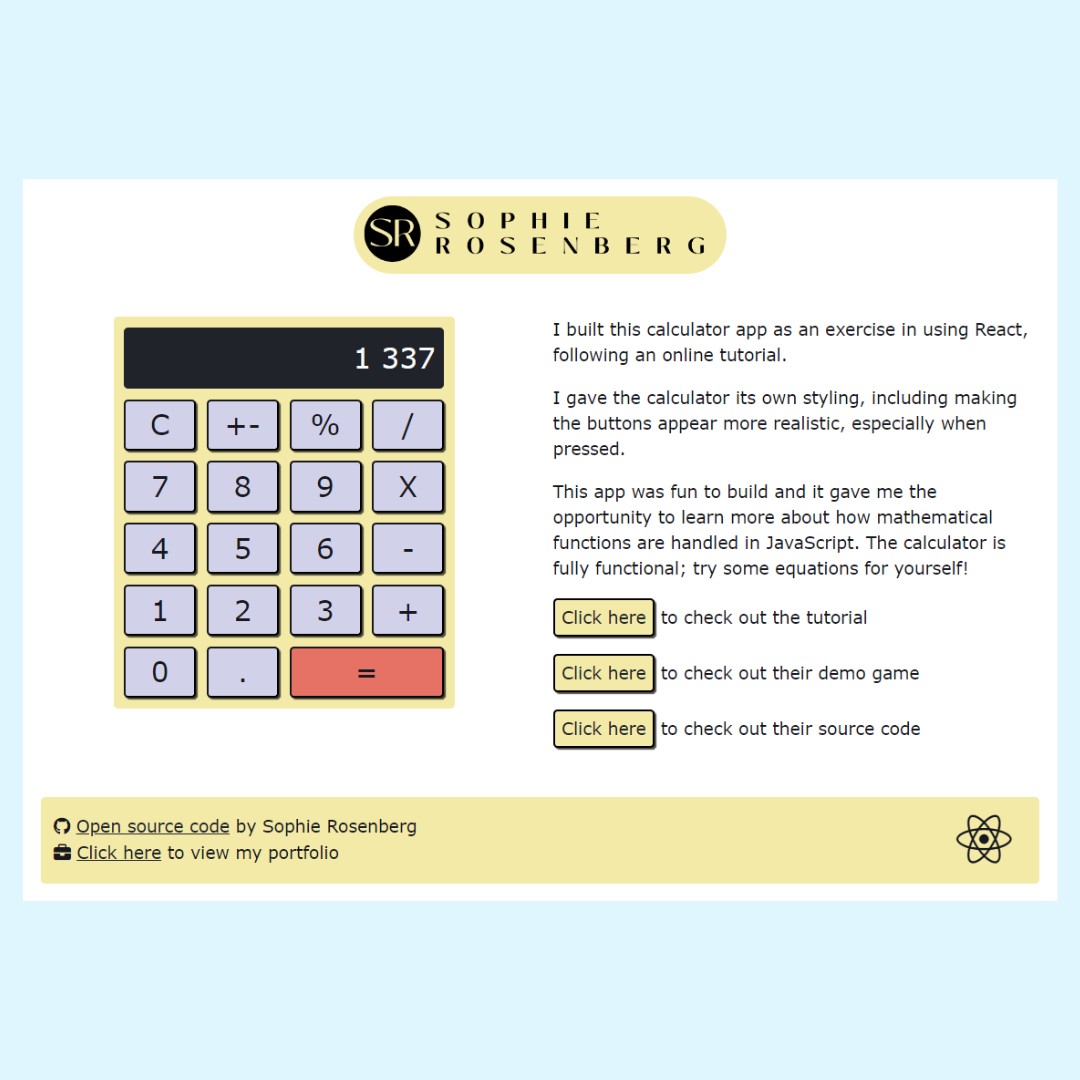 SR
SOPHIE
ROSENBERG
1 337
C +- % /
7 8 9 X
4 5 6 -
1 2 3 +
0 . =
I built this calculator app as an exercise in using React,
following an online tutorial.
I gave the calculator its own styling, including making
the buttons appear more realistic, especially when
pressed.
This app was fun to build and it gave me the
opportunity to learn more about how mathematical
functions are handled in JavaScript. The calculator is
fully functional; try some equations for yourself!
Click here to check out the tutorial
Click here to check out their demo game
Click here to check out their source code
Open source code by Sophie Rosenberg
Click here to view my portfolio